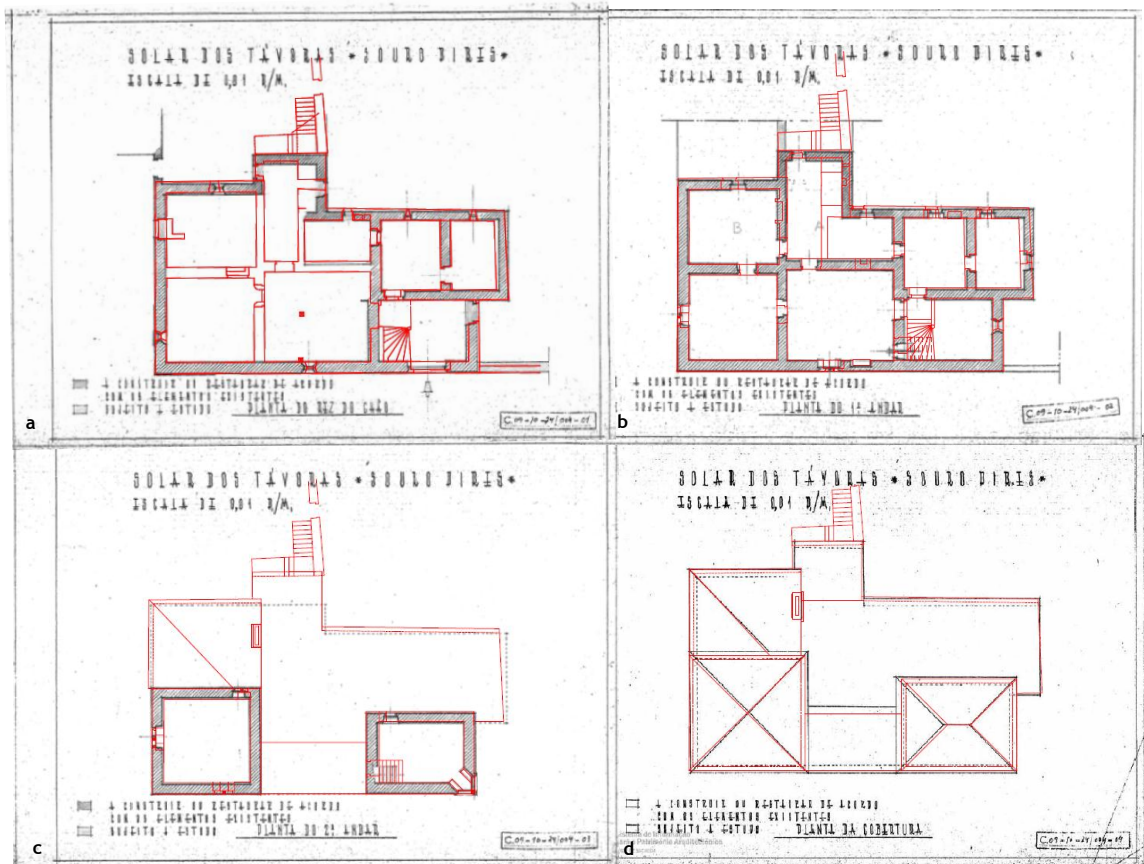 SOLAR DOS TÁVORAS * SOURO PIRES *
ESCALA DE 0,01 P/M.
A CONSTRUIR OU RESTAURAR DE ACORDO
COM OS ELEMENTOS EXISTENTES
SUJEITO A ESTUDO PLANTA DO REZ DO CHÃO
a
SOLAR DOS TÁVORAS * SOURO PIRES *
ESCALA DE 0,01 P/M.
B
A
A CONSTRUIR OU RESTAURAR DE ACORDO
COM OS ELEMENTOS EXISTENTES
SUJEITO A ESTUDO PLANTA DO 1º ANDAR
b
SOLAR DOS TÁVORAS * SOURO PIRES *
ESCALA DE 0,01 P/M.
A CONSTRUIR OU RESTAURAR DE ACORDO
COM OS ELEMENTOS EXISTENTES
SUJEITO A ESTUDO PLANTA DO 2º ANDAR
c
SOLAR DOS TÁVORAS * SOURO PIRES *
ESCALA DE 0,01 P/M.
A CONSTRUIR OU RESTAURAR DE ACORDO
COM OS ELEMENTOS EXISTENTES
SUJEITO A ESTUDO PLANTA DA COBERTURA
Património Arquitectónico
d